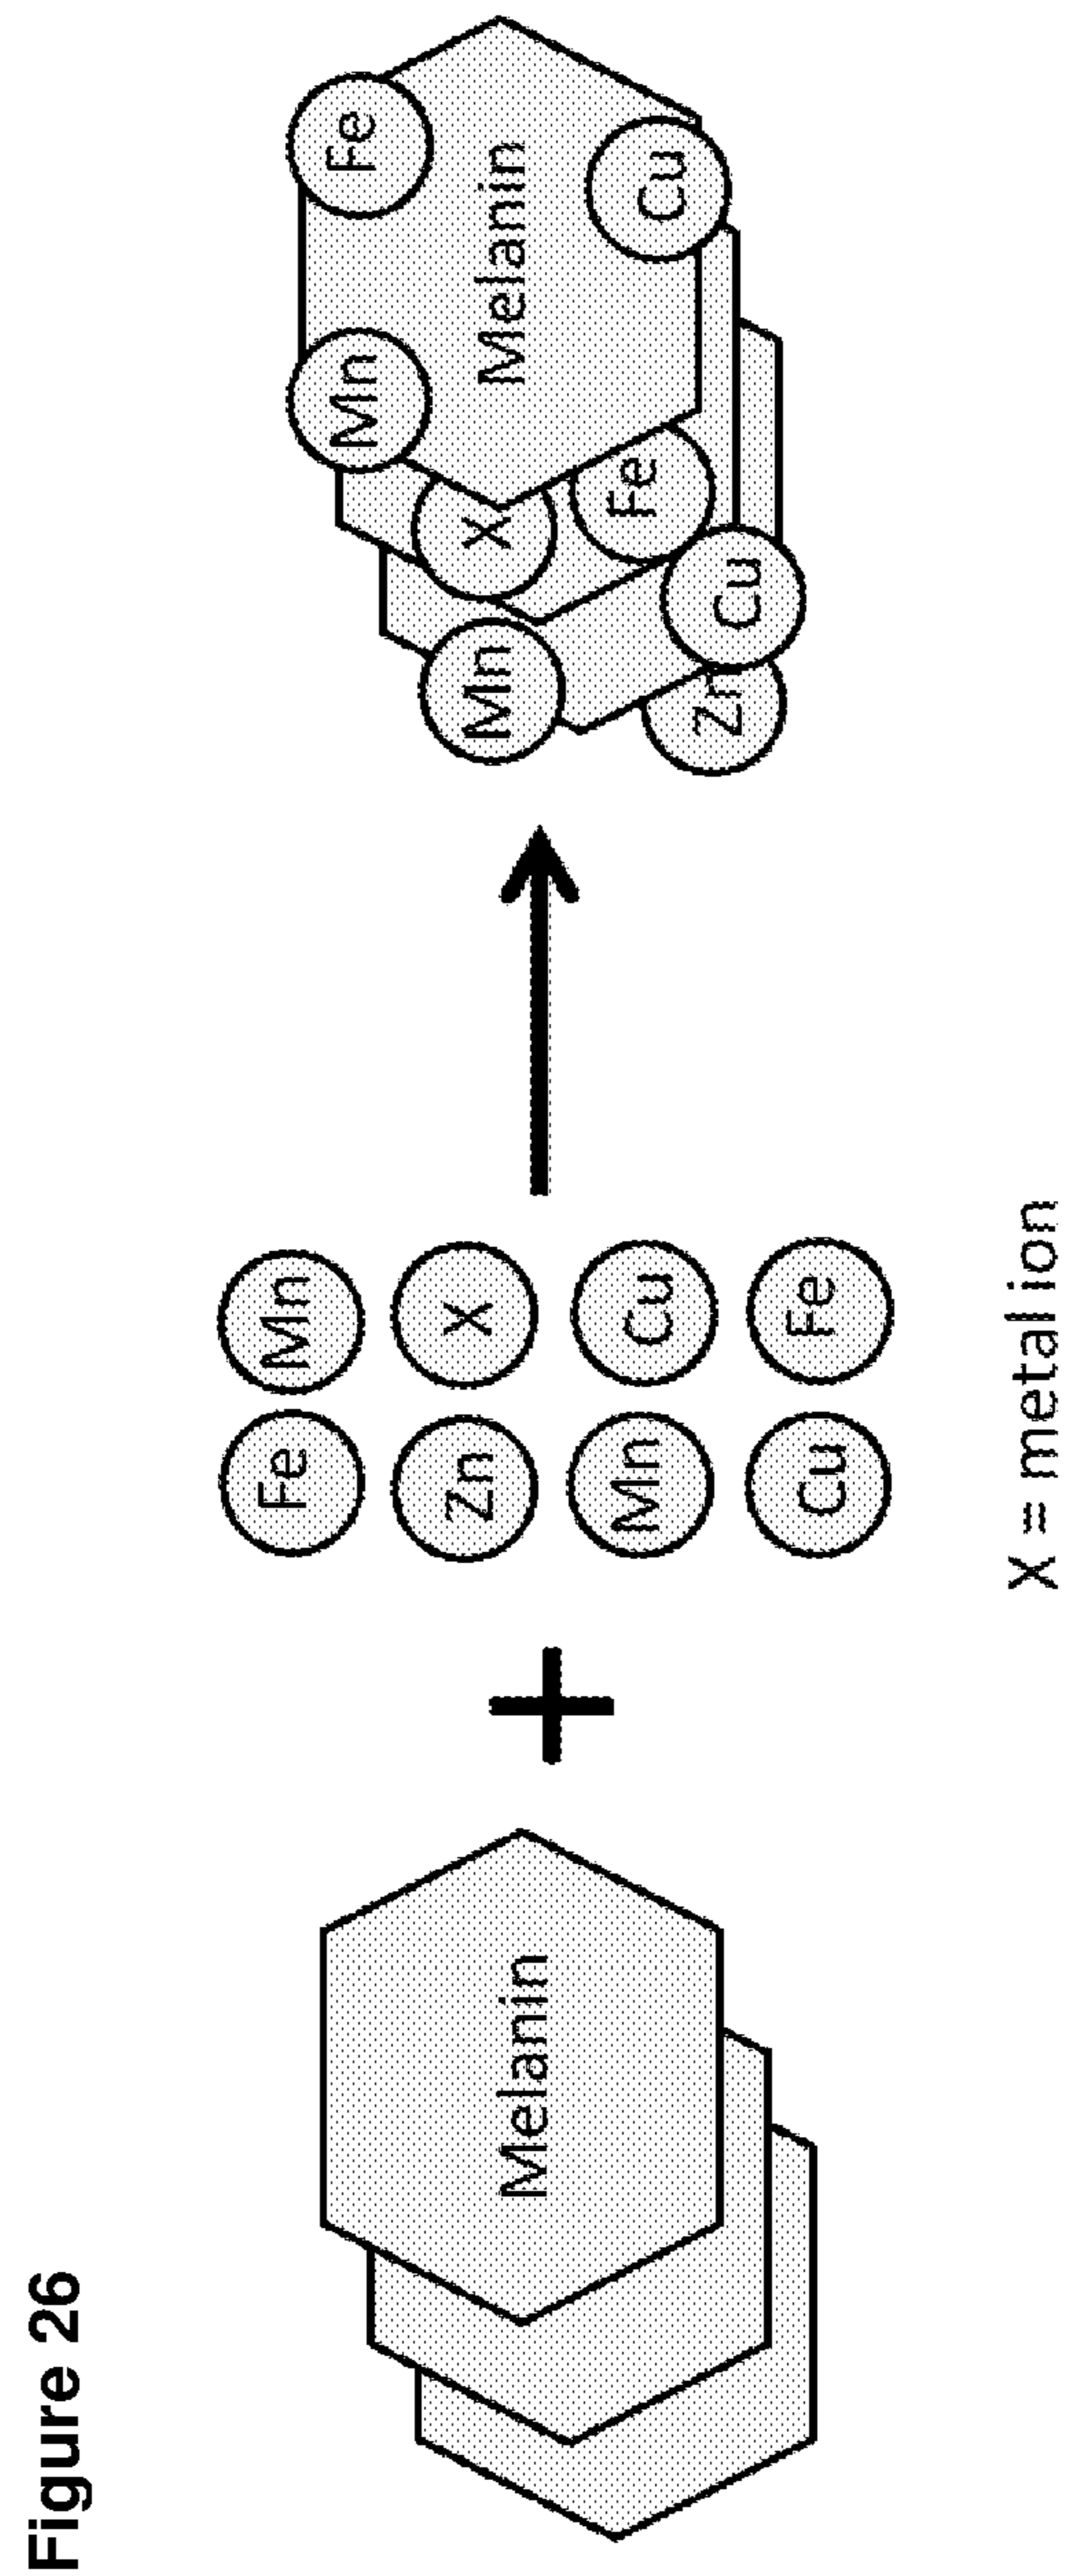 Figure 26
Melanin
+
Fe Mn
Zn X
Mn Cu
Cu Fe
X = metal ion
Mn Fe
Mn X Melanin
Fe
Zn Cu Cu